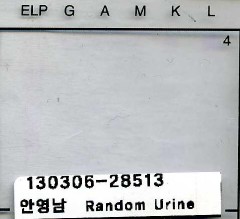 ELP G A M K L
4
130306-28513
안영남 Random Urine